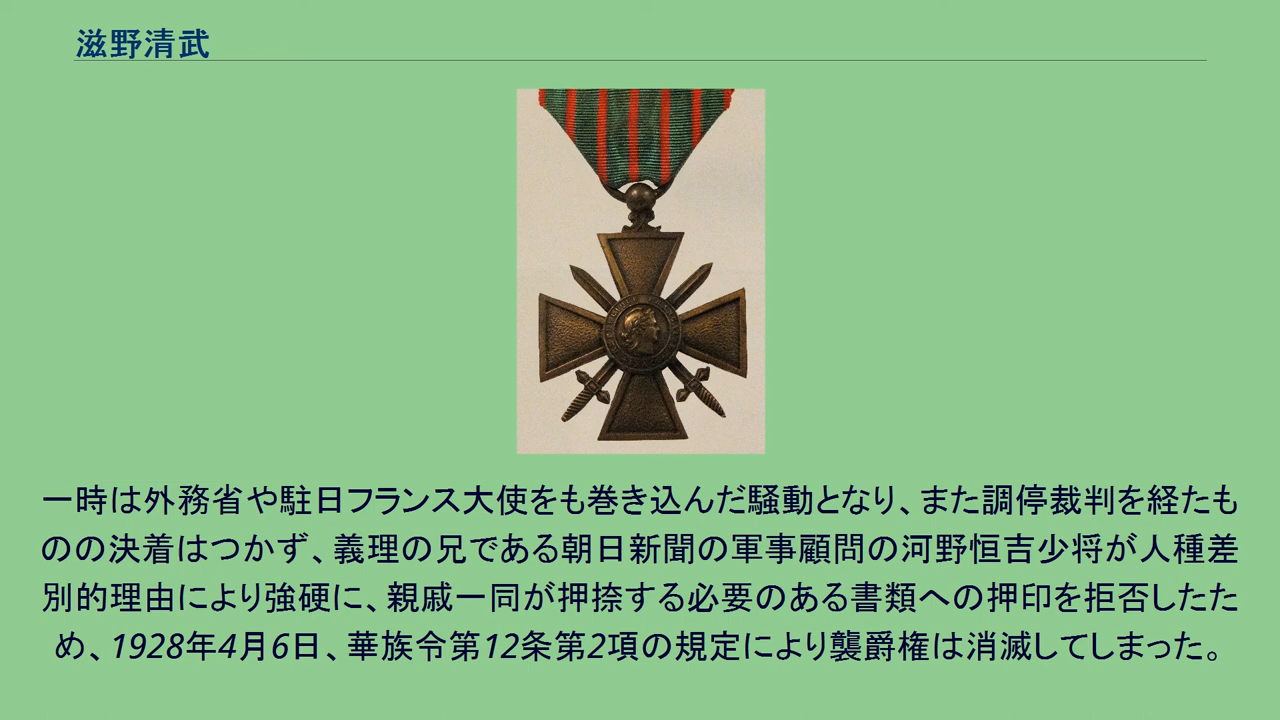 滋野清武
一時は外務省や駐日フランス大使をも巻き込んだ騒動となり、また調停裁判を経たも
のの決着はつかず、義理の兄である朝日新聞の軍事顧問の河野恒吉少将が人種差
別的理由により強硬に、親戚一同が押捺する必要のある書類への押印を拒否したた
め、1928年4月6日、華族令第12条第2項の規定により襲爵権は消滅してしまった。